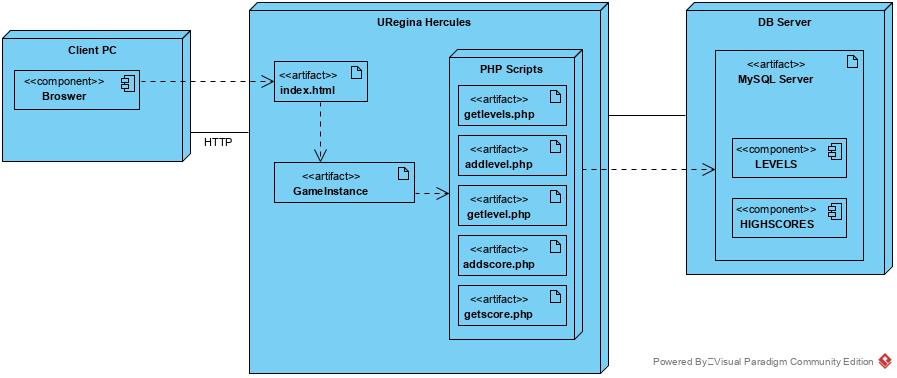 Client PC
<<component>>
Broswer
HTTP
URegina Hercules
<<artifact>>
index.html
<<artifact>>
GameInstance
PHP Scripts
<<artifact>>
getlevels.php
<<artifact>>
addlevel.php
<<artifact>>
getlevel.php
<<artifact>>
addscore.php
<<artifact>>
getscore.php
DB Server
<<artifact>>
MySQL Server
<<component>>
LEVELS
<<component>>
HIGHSCORES
Powered By Visual Paradigm Community Edition